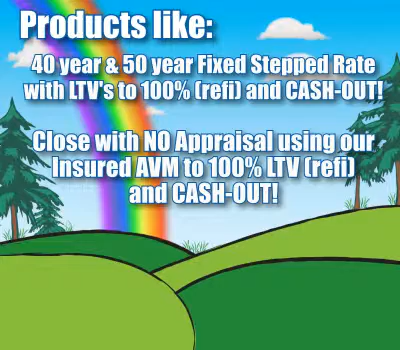 Products like:
40 year & 50 year Fixed Stepped Rate
with LTV's to 100% (refi) and CASH-OUT!
Close with NO Appraisal using our
Insured AVM to 100% LTV (refi)
and CASH-OUT!